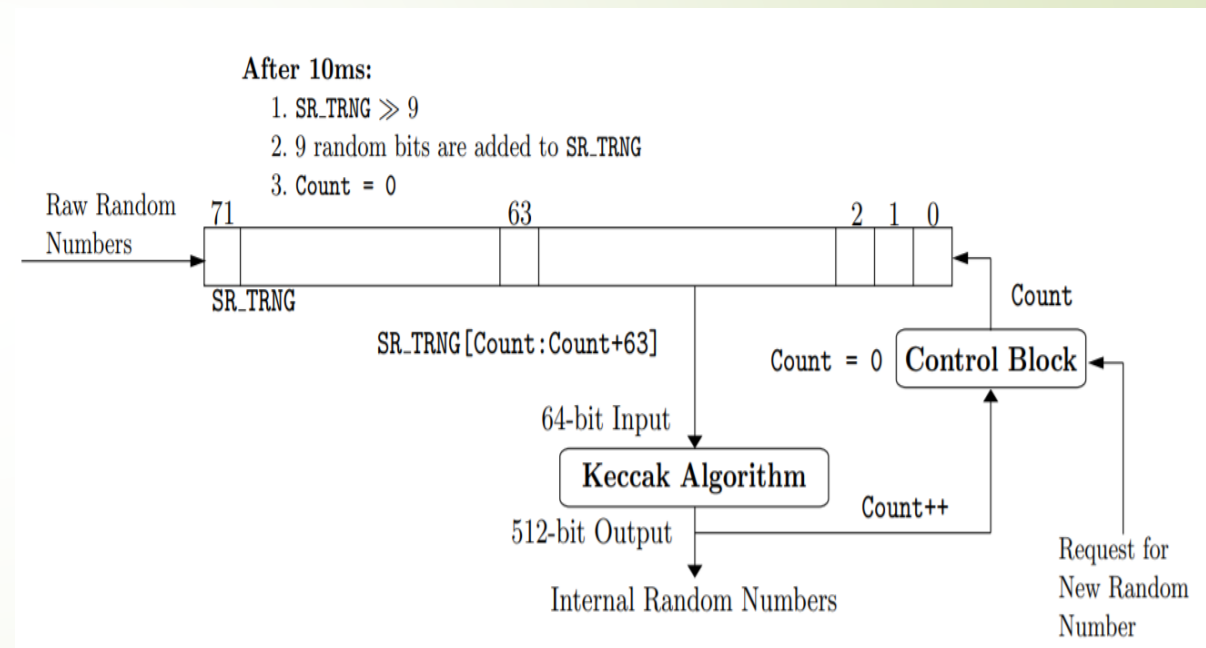 After 10ms:
1. SR_TRNG ≫ 9
2. 9 random bits are added to SR_TRNG
3. Count = 0
Raw Random
Numbers
71
63
2 1 0
SR_TRNG
Count
SR_TRNG[Count:Count+63]
Count = 0
Control Block
64-bit Input
Keccak Algorithm
Count++
512-bit Output
Internal Random Numbers
Request for
New Random
Number